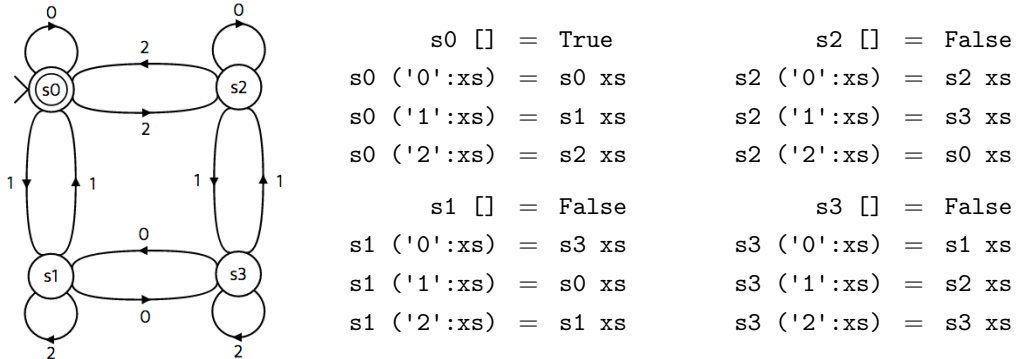 0
0
2
s0
s2
2
1
1
1
1
0
s1
s3
0
2
2
s0 [] = True
s0 ('0':xs) = s0 xs
s0 ('1':xs) = s1 xs
s0 ('2':xs) = s2 xs
s1 [] = False
s1 ('0':xs) = s3 xs
s1 ('1':xs) = s0 xs
s1 ('2':xs) = s1 xs
s2 [] = False
s2 ('0':xs) = s2 xs
s2 ('1':xs) = s3 xs
s2 ('2':xs) = s0 xs
s3 [] = False
s3 ('0':xs) = s1 xs
s3 ('1':xs) = s2 xs
s3 ('2':xs) = s3 xs